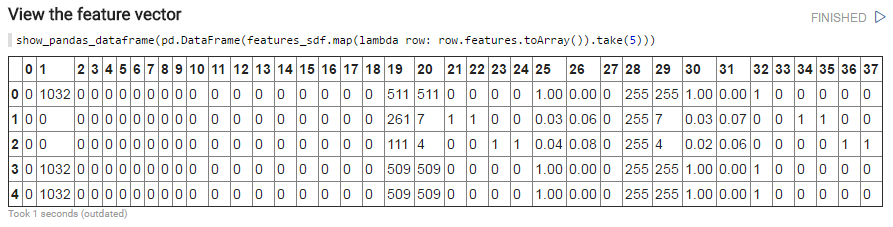 View the feature vector
FINISHED
show_pandas_dataframe(pd.DataFrame(features_sdf.map(lambda row: row.features.toArray()).take(5)))
0 1 2 3 4 5 6 7 8 9 10 11 12 13 14 15 16 17 18 19 20 21 22 23 24 25 26 27 28 29 30 31 32 33 34 35 36 37
0 0 1032 0 0 0 0 0 0 0 0 0 0 0 0 0 0 0 0 0 511 511 0 0 0 0 1.00 0.00 0 255 255 1.00 0.00 1 0 0 0 0 0
1 0 0 0 0 0 0 0 0 0 0 0 0 0 0 0 0 0 0 0 261 7 1 1 0 0 0.03 0.06 0 255 7 0.03 0.07 0 0 1 1 0 0
2 0 0 0 0 0 0 0 0 0 0 0 0 0 0 0 0 0 0 0 111 4 0 0 1 1 0.04 0.08 0 255 4 0.02 0.06 0 0 0 0 1 1
3 0 1032 0 0 0 0 0 0 0 0 0 0 0 0 0 0 0 0 0 509 509 0 0 0 0 1.00 0.00 0 255 255 1.00 0.00 1 0 0 0 0 0
4 0 1032 0 0 0 0 0 0 0 0 0 0 0 0 0 0 0 0 0 509 509 0 0 0 0 1.00 0.00 0 255 255 1.00 0.00 1 0 0 0 0 0
Took 1 seconds (outdated)